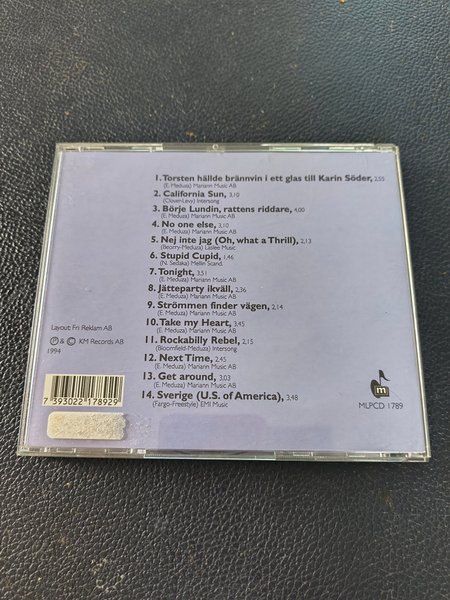 1. Torsten hällde brännvin i ett glas till Karin Söder, 2,55
(E. Meduza) Mariann Music AB
2. California Sun, 3,10
(Clover-Levy) Intersong
3. Börje Lundin, rattens riddare, 4,00
(E. Meduza) Mariann Music AB
4. No one else, 3,10
(E. Meduza) Mariann Music AB
5. Nej inte jag (Oh, what a Thrill), 2,13
(Beorry-Meduza) Laslee Music
6. Stupid Cupid, 1,46
(N. Sedaka) Mellin Scand.
7. Tonight, 3,51
(E. Meduza) Mariann Music AB
8. Jätteparty ikväll, 2,36
(E. Meduza) Mariann Music AB
9. Strömmen finder vägen, 2,14
(E. Meduza) Mariann Music AB
10. Take my Heart, 3,45
(E. Meduza) Mariann Music AB
11. Rockabilly Rebel, 2,15
(Bloomfield-Meduza) Intersong
12. Next Time, 2,45
(E. Meduza) Mariann Music AB
13. Get around, 3,03
(E. Meduza) Mariann Music AB
14. Sverige (U.S. of America), 3,48
(Fargo-Freestyle) EMI Music
Layout: Fri Reklam AB
℗ & © KM Records AB
1994
7 393022 178929
m
MLPCD 1789